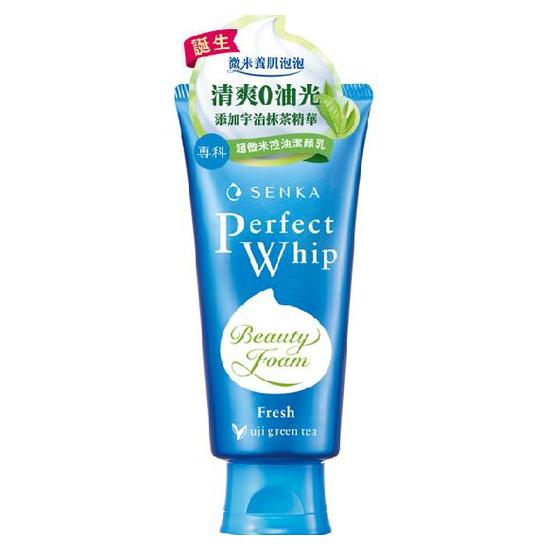 誕生
微米養肌泡泡
清爽0油光
添加宇治抹茶精華
専科
超微米控油潔顏乳
SENKA
Perfect
Whip
Beauty
Foam
Fresh
uji green tea